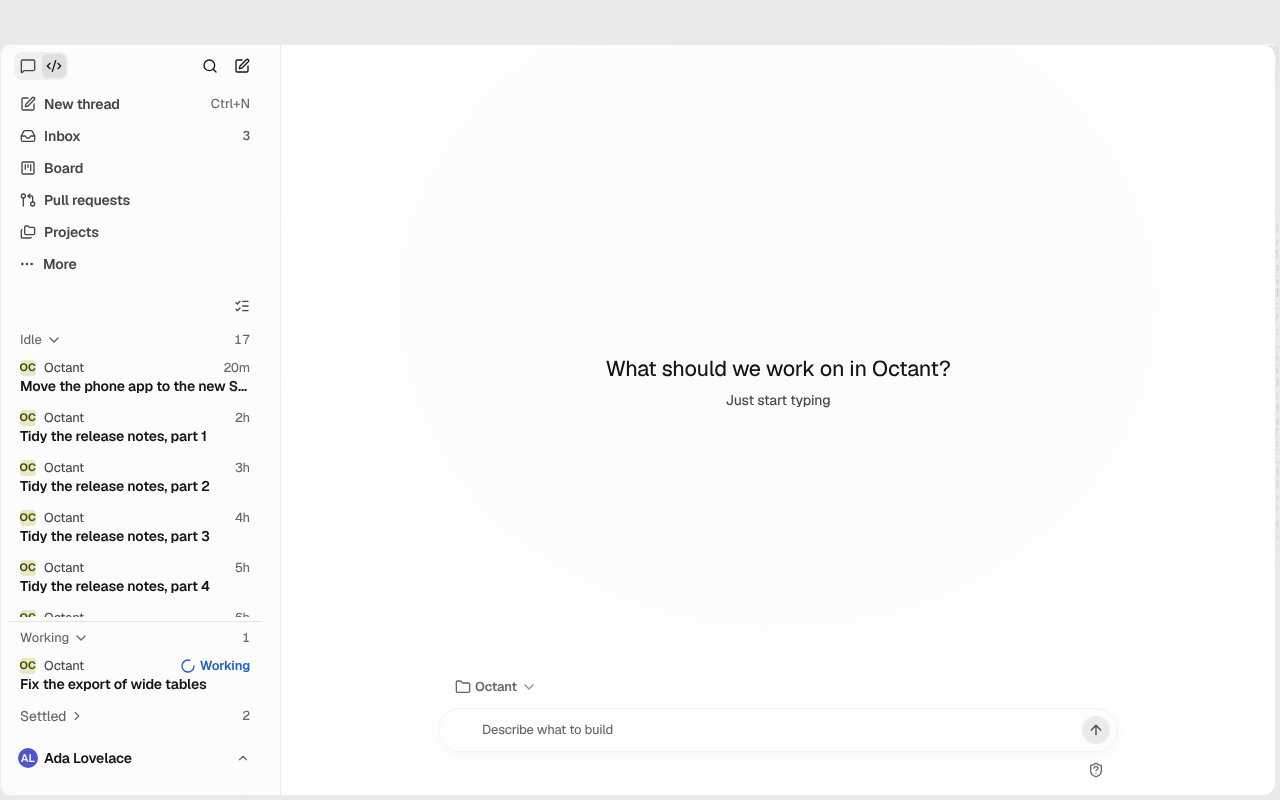 New thread Ctrl+N
Inbox 3
Board
Pull requests
Projects
More
Idle 17
OC Octant 20m
Move the phone app to the new S...
OC Octant 2h
Tidy the release notes, part 1
OC Octant 3h
Tidy the release notes, part 2
OC Octant 4h
Tidy the release notes, part 3
OC Octant 5h
Tidy the release notes, part 4
OC Octant 6h
Working 1
OC Octant Working
Fix the export of wide tables
Settled 2
AL Ada Lovelace
What should we work on in Octant?
Just start typing
Octant
Describe what to build